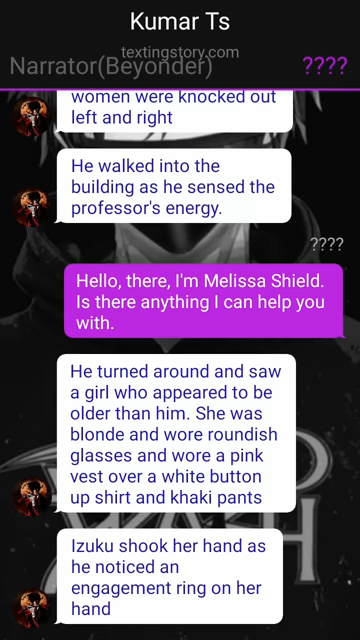 Kumar Ts
textingstory.com
Narrator(Beyonder)
????
women were knocked out
left and right
He walked into the
building as he sensed the
professor's energy.
????
Hello, there, I'm Melissa Shield.
Is there anything I can help you
with.
He turned around and saw
a girl who appeared to be
older than him. She was
blonde and wore roundish
glasses and wore a pink
vest over a white button
up shirt and khaki pants
Izuku shook her hand as
he noticed an
engagement ring on her
hand